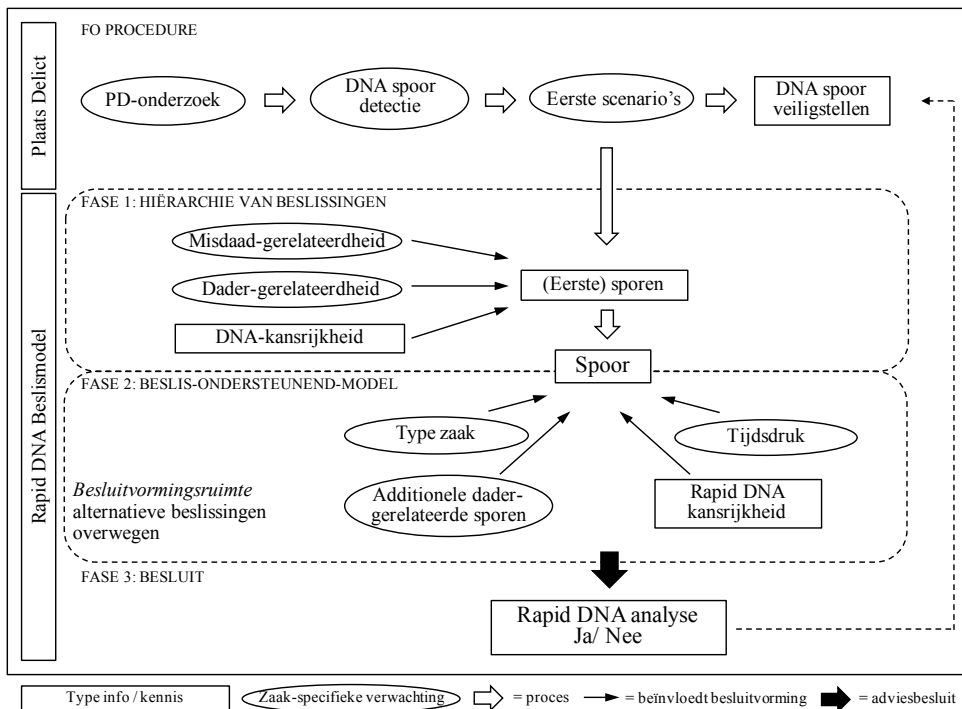 FO PROCEDURE
Plaats Delict
PD-onderzoek
DNA spoor
detectie
Eerste scenario's
DNA spoor
veiligstellen
Rapid DNA Beslismodel
FASE 1: HIËRARCHIE VAN BESLISSINGEN
Misdaad-gerelateerdheid
Dader-gerelateerdheid
DNA-kansrijkheid
(Eerste) sporen
Spoor
FASE 2: BESLIS-ONDERSTEUNEND-MODEL
Type zaak
Tijdsdruk
Additionele dader-
gerelateerde sporen
Rapid DNA
kansrijkheid
Besluitvormingsruimte
alternatieve beslissingen
overwegen
FASE 3: BESLUIT
Rapid DNA analyse
Ja/ Nee
Type info / kennis
Zaak-specifieke verwachting
= proces
= beïnvloedt besluitvorming
= adviesbesluit